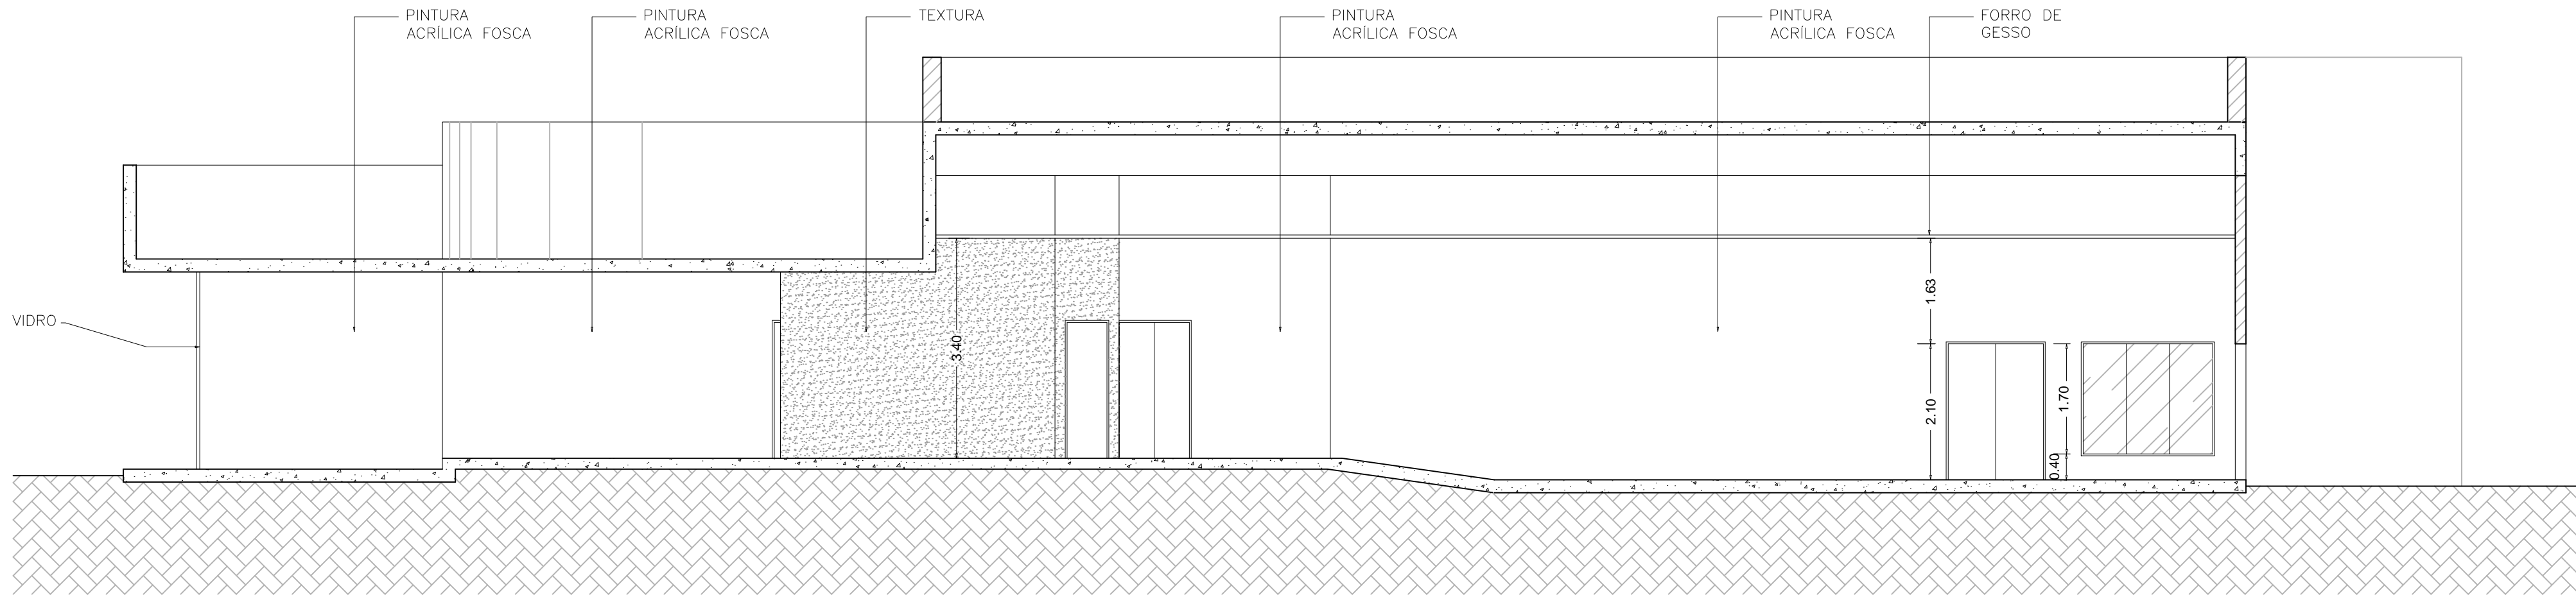 PINTURA
ACRÍLICA FOSCA
PINTURA
ACRÍLICA FOSCA
TEXTURA
PINTURA
ACRÍLICA FOSCA
PINTURA
ACRÍLICA FOSCA
FORRO DE
GESSO
VIDRO
3.40
1.63
2.10
1.70
0.40